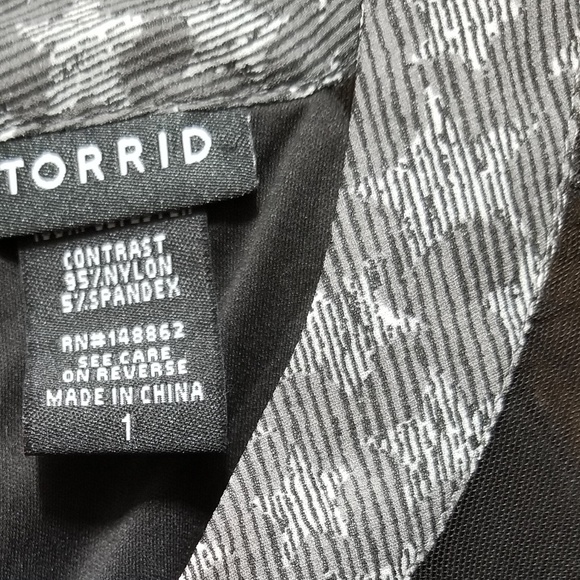 TORRID
CONTRAST
95%NYLON
5%SPANDEX
RN#148862
SEE CARE
ON REVERSE
MADE IN CHINA
1